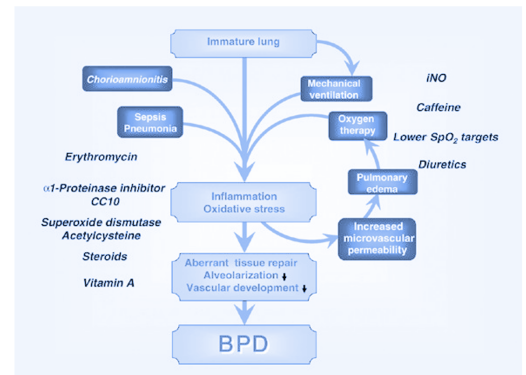 Immature lung
Chorioamnionitis
Mechanical
ventilation
iNO
Sepsis
Pneumonia
Oxygen
therapy
Caffeine
Lower SpO2 targets
Erythromycin
Diuretics
Pulmonary
edema
α1-Proteinase inhibitor
CC10
Inflammation
Oxidative stress
Superoxide dismutase
Acetylcysteine
Increased
microvascular
permeability
Steroids
Aberrant tissue repair
Alveolarization ↓
Vascular development ↓
Vitamin A
BPD